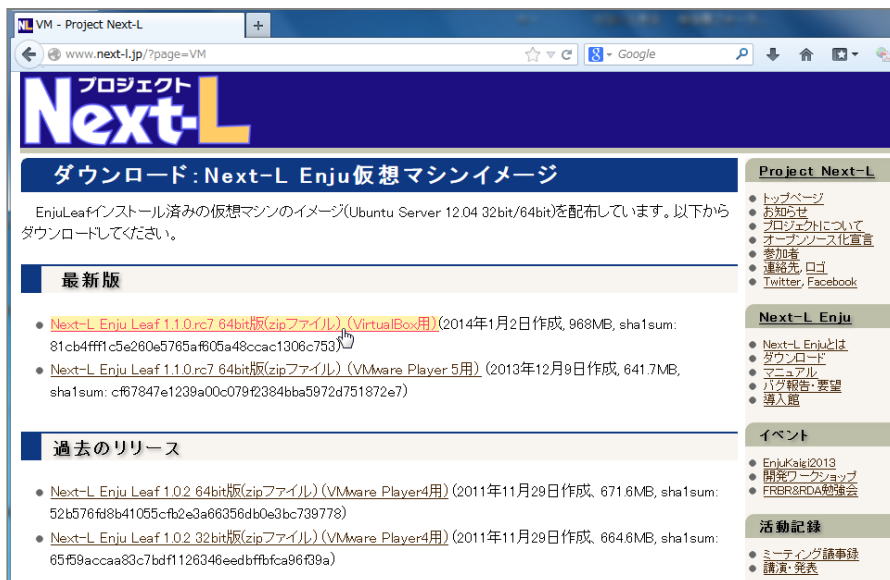 VM - Project Next-L
www.next-l.jp/?page=VM
Google
プロジェクト
Next-L
ダウンロード:Next-L Enju仮想マシンイメージ
EnjuLeafインストール済みの仮想マシンのイメージ(Ubuntu Server 12.04 32bit/64bit)を配布しています。以下から
ダウンロードしてください。
最新版
Next-L Enju Leaf 1.1.0.rc7 64bit版(zipファイル) (VirtualBox用)(2014年1月2日作成, 968MB, sha1sum:
81cb4fff1c5e260e5765af605a48ccac1306c753)
Next-L Enju Leaf 1.1.0.rc7 64bit版(zipファイル) (VMware Player 5用) (2013年12月9日作成, 641.7MB,
sha1sum: cf67847e1239a00c079f2384bba5972d751872e7)
過去のリリース
Next-L Enju Leaf 1.0.2 64bit版(zipファイル) (VMware Player4用) (2011年11月29日作成、671.6MB, sha1sum:
52b576fd8b41055cfb2e3a66356db0e3bc739778)
Next-L Enju Leaf 1.0.2 32bit版(zipファイル) (VMware Player4用) (2011年11月29日作成、664.6MB, sha1sum:
65f59accaa83c7bdf1126346eedbffbfca96f39a)
Project Next-L
トップページ
お知らせ
プロジェクトについて
オープンソース化宣言
参加者
連絡先, ロゴ
Twitter, Facebook
Next-L Enju
Next-L Enjuとは
ダウンロード
マニュアル
バグ報告・要望
導入館
イベント
EnjuKaigi2013
開発ワークショップ
FRBR&RDA勉強会
活動記録
ミーティング議事録
講演・発表